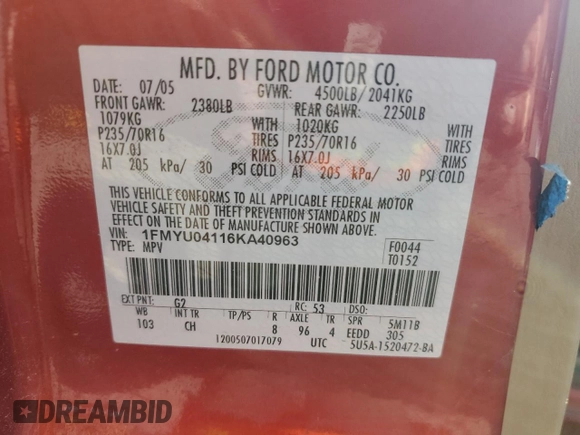 MFD. BY FORD MOTOR CO.
DATE: 07/05 GVWR: 4500LB/ 2041KG
FRONT GAWR: 2380LB REAR GAWR: 2250LB
1079KG WITH 1020KG WITH
P235/70R16 TIRES P235/70R16 TIRES
16X7.0J RIMS 16X7.0J RIMS
AT 205 kPa/ 30 PSI COLD AT 205 kPa/ 30 PSI COLD
THIS VEHICLE CONFORMS TO ALL APPLICABLE FEDERAL MOTOR
VEHICLE SAFETY AND THEFT PREVENTION STANDARDS IN
EFFECT ON THE DATE OF MANUFACTURE SHOWN ABOVE.
VIN: 1FMYU04116KA40963 F0044
TYPE: MPV T0152
EXT PNT: G2 RC: 53 DSO:
WB INT TR TP/PS R AXLE TR SPR 5M11B
103 CH 8 96 4 EEDD 305
1200507017079 UTC 5U5A-1520472-BA
Ford
DREAMBID